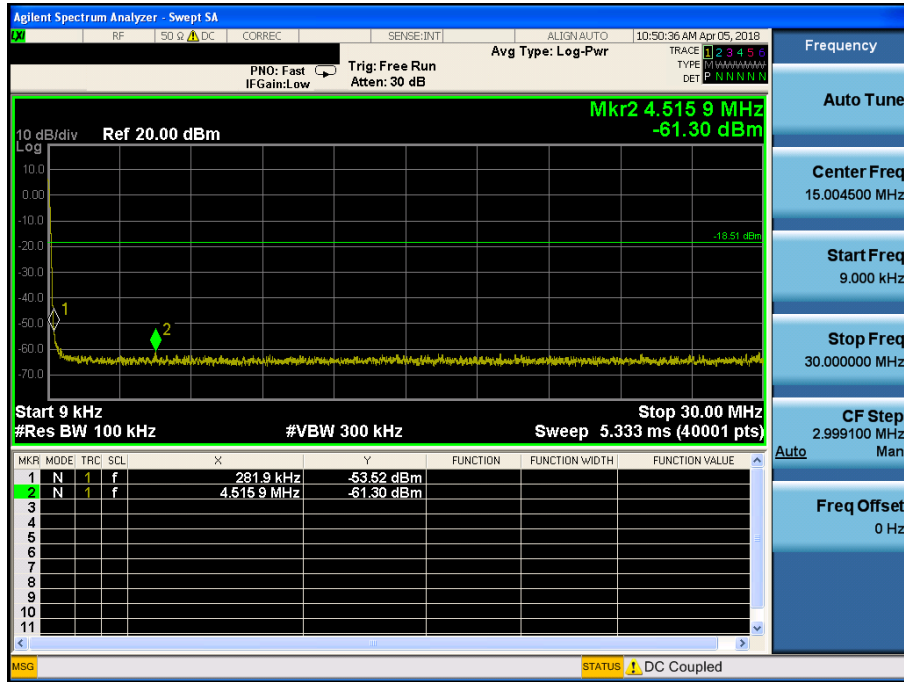 Agilent Spectrum Analyzer - Swept SA
LXI RF 50 Ω DC CORREC SENSE:INT ALIGN AUTO 10:50:36 AM Apr 05, 2018
Avg Type: Log-Pwr
TRACE 1 2 3 4 5 6
TYPE M W W W W W
DET P N N N N N
PNO: Fast
IFGain:Low
Trig: Free Run
Atten: 30 dB
Mkr2 4.515 9 MHz
-61.30 dBm
10 dB/div Ref 20.00 dBm
Log
10.0
0.00
-10.0
-20.0
-30.0
-40.0
-50.0
-60.0
-70.0
-18.51 dBm
1
2
Start 9 kHz Stop 30.00 MHz
#Res BW 100 kHz #VBW 300 kHz Sweep 5.333 ms (40001 pts)
MKR MODE TRC SCL X Y FUNCTION FUNCTION WIDTH FUNCTION VALUE
1 N 1 f 281.9 kHz -53.52 dBm
2 N 1 f 4.515 9 MHz -61.30 dBm
3
4
5
6
7
8
9
10
11
MSG STATUS DC Coupled
Frequency
Auto Tune
Center Freq
15.004500 MHz
Start Freq
9.000 kHz
Stop Freq
30.000000 MHz
CF Step
2.999100 MHz
Auto Man
Freq Offset
0 Hz